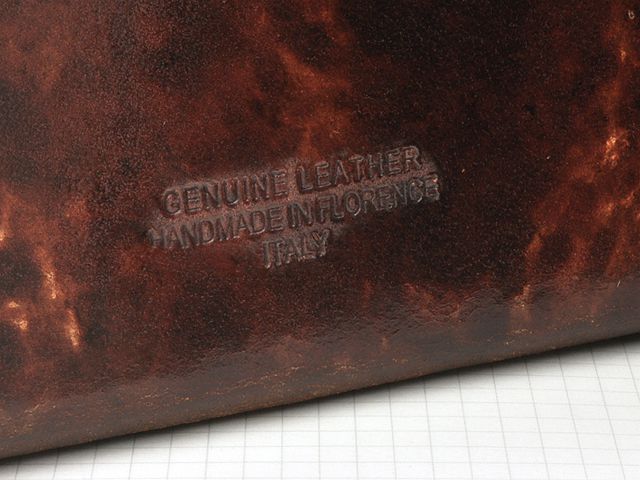 GENUINE LEATHER
HANDMADE IN FLORENCE
ITALY